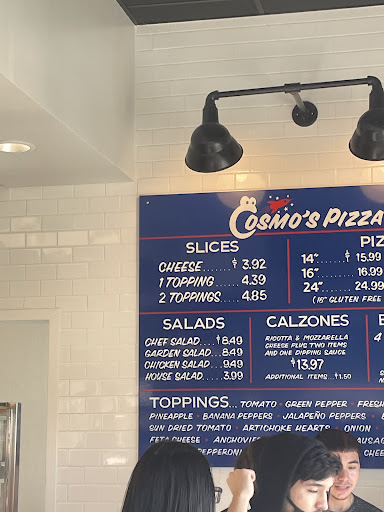 COSMO'S PIZZA
SLICES
CHEESE.......$ 3.92
1 TOPPING...... 4.39
2 TOPPINGS.... 4.85
14".......$ 15.99
16"......... 16.99
24"......... 24.99
(16" GLUTEN FREE
SALADS
CHEF SALAD....$8.49
GARDEN SALAD...8.49
CHICKEN SALAD...9.49
HOUSE SALAD.....3.99
CALZONES
RICOTTA & MOZZARELLA
CHEESE PLUS TWO ITEMS
AND ONE DIPPING SAUCE
$13.97
ADDITIONAL ITEMS...$1.50
TOPPINGS... TOMATO • GREEN PEPPER •
PINEAPPLE • BANANA PEPPERS • JALAPEÑO PEPPERS •
SUN DRIED TOMATO • ARTICHOKE HEARTS • ONION
FETA CHEESE •